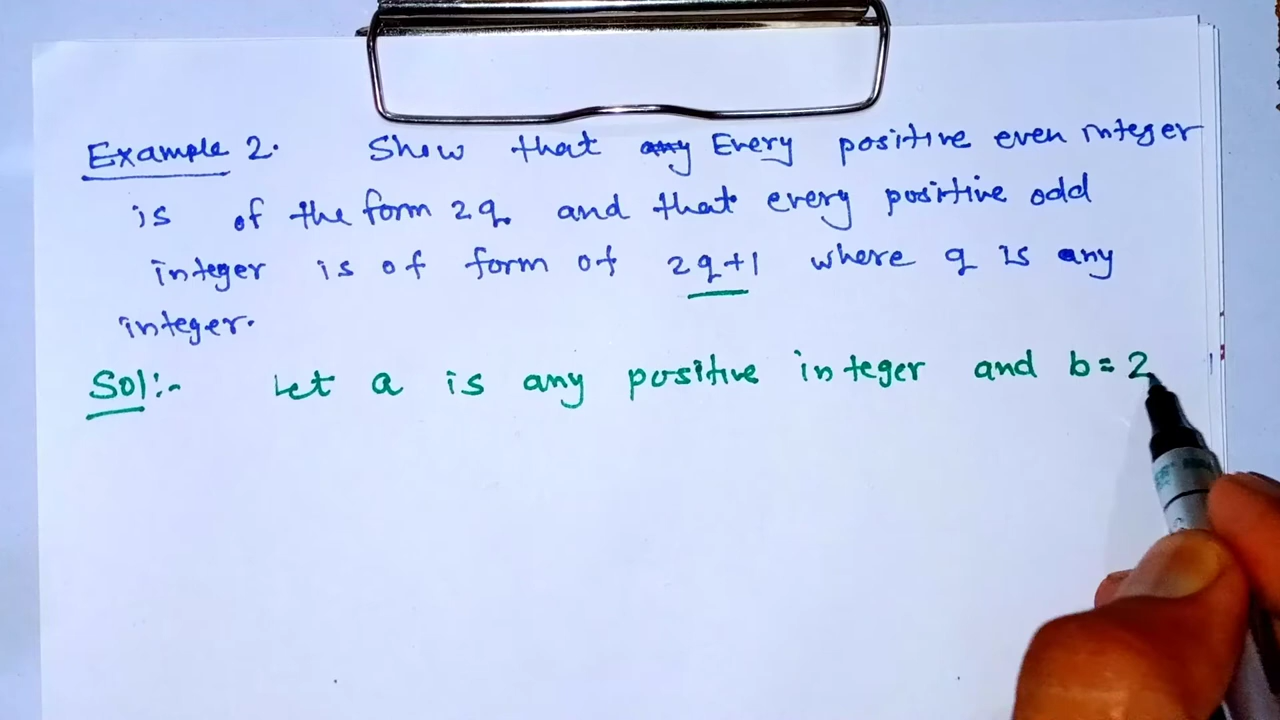 Example 2. Show that any Every positive even integer
is of the form 2q and that every positive odd
integer is of form of 2q+1 where q is any
integer.
Sol:- Let a is any positive integer and b=2